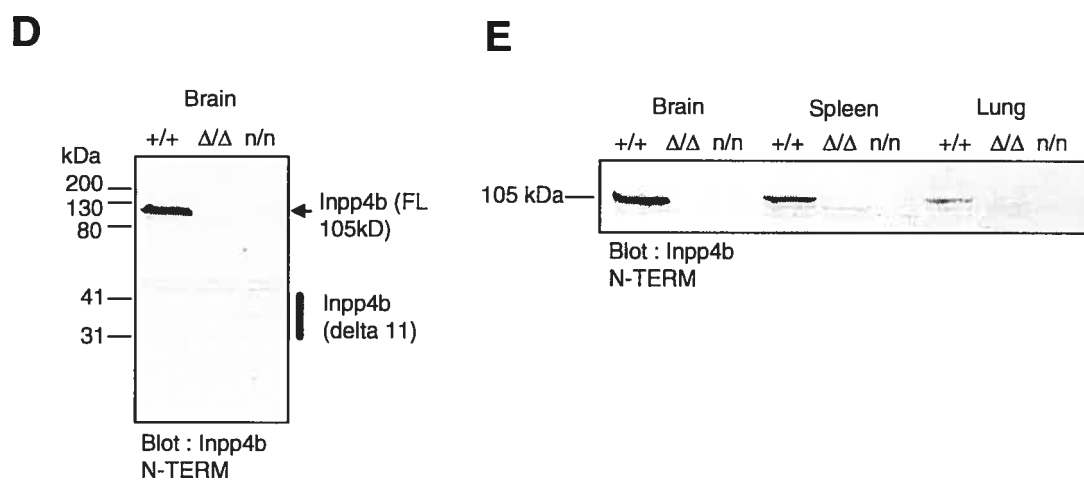 D
Brain
+/+ Δ/Δ n/n
kDa
200
130
80
41
31
Inpp4b (FL
105kD)
Inpp4b
(delta 11)
Blot : Inpp4b
N-TERM
E
Brain Spleen Lung
+/+ Δ/Δ n/n +/+ Δ/Δ n/n +/+ Δ/Δ n/n
105 kDa
Blot : Inpp4b
N-TERM